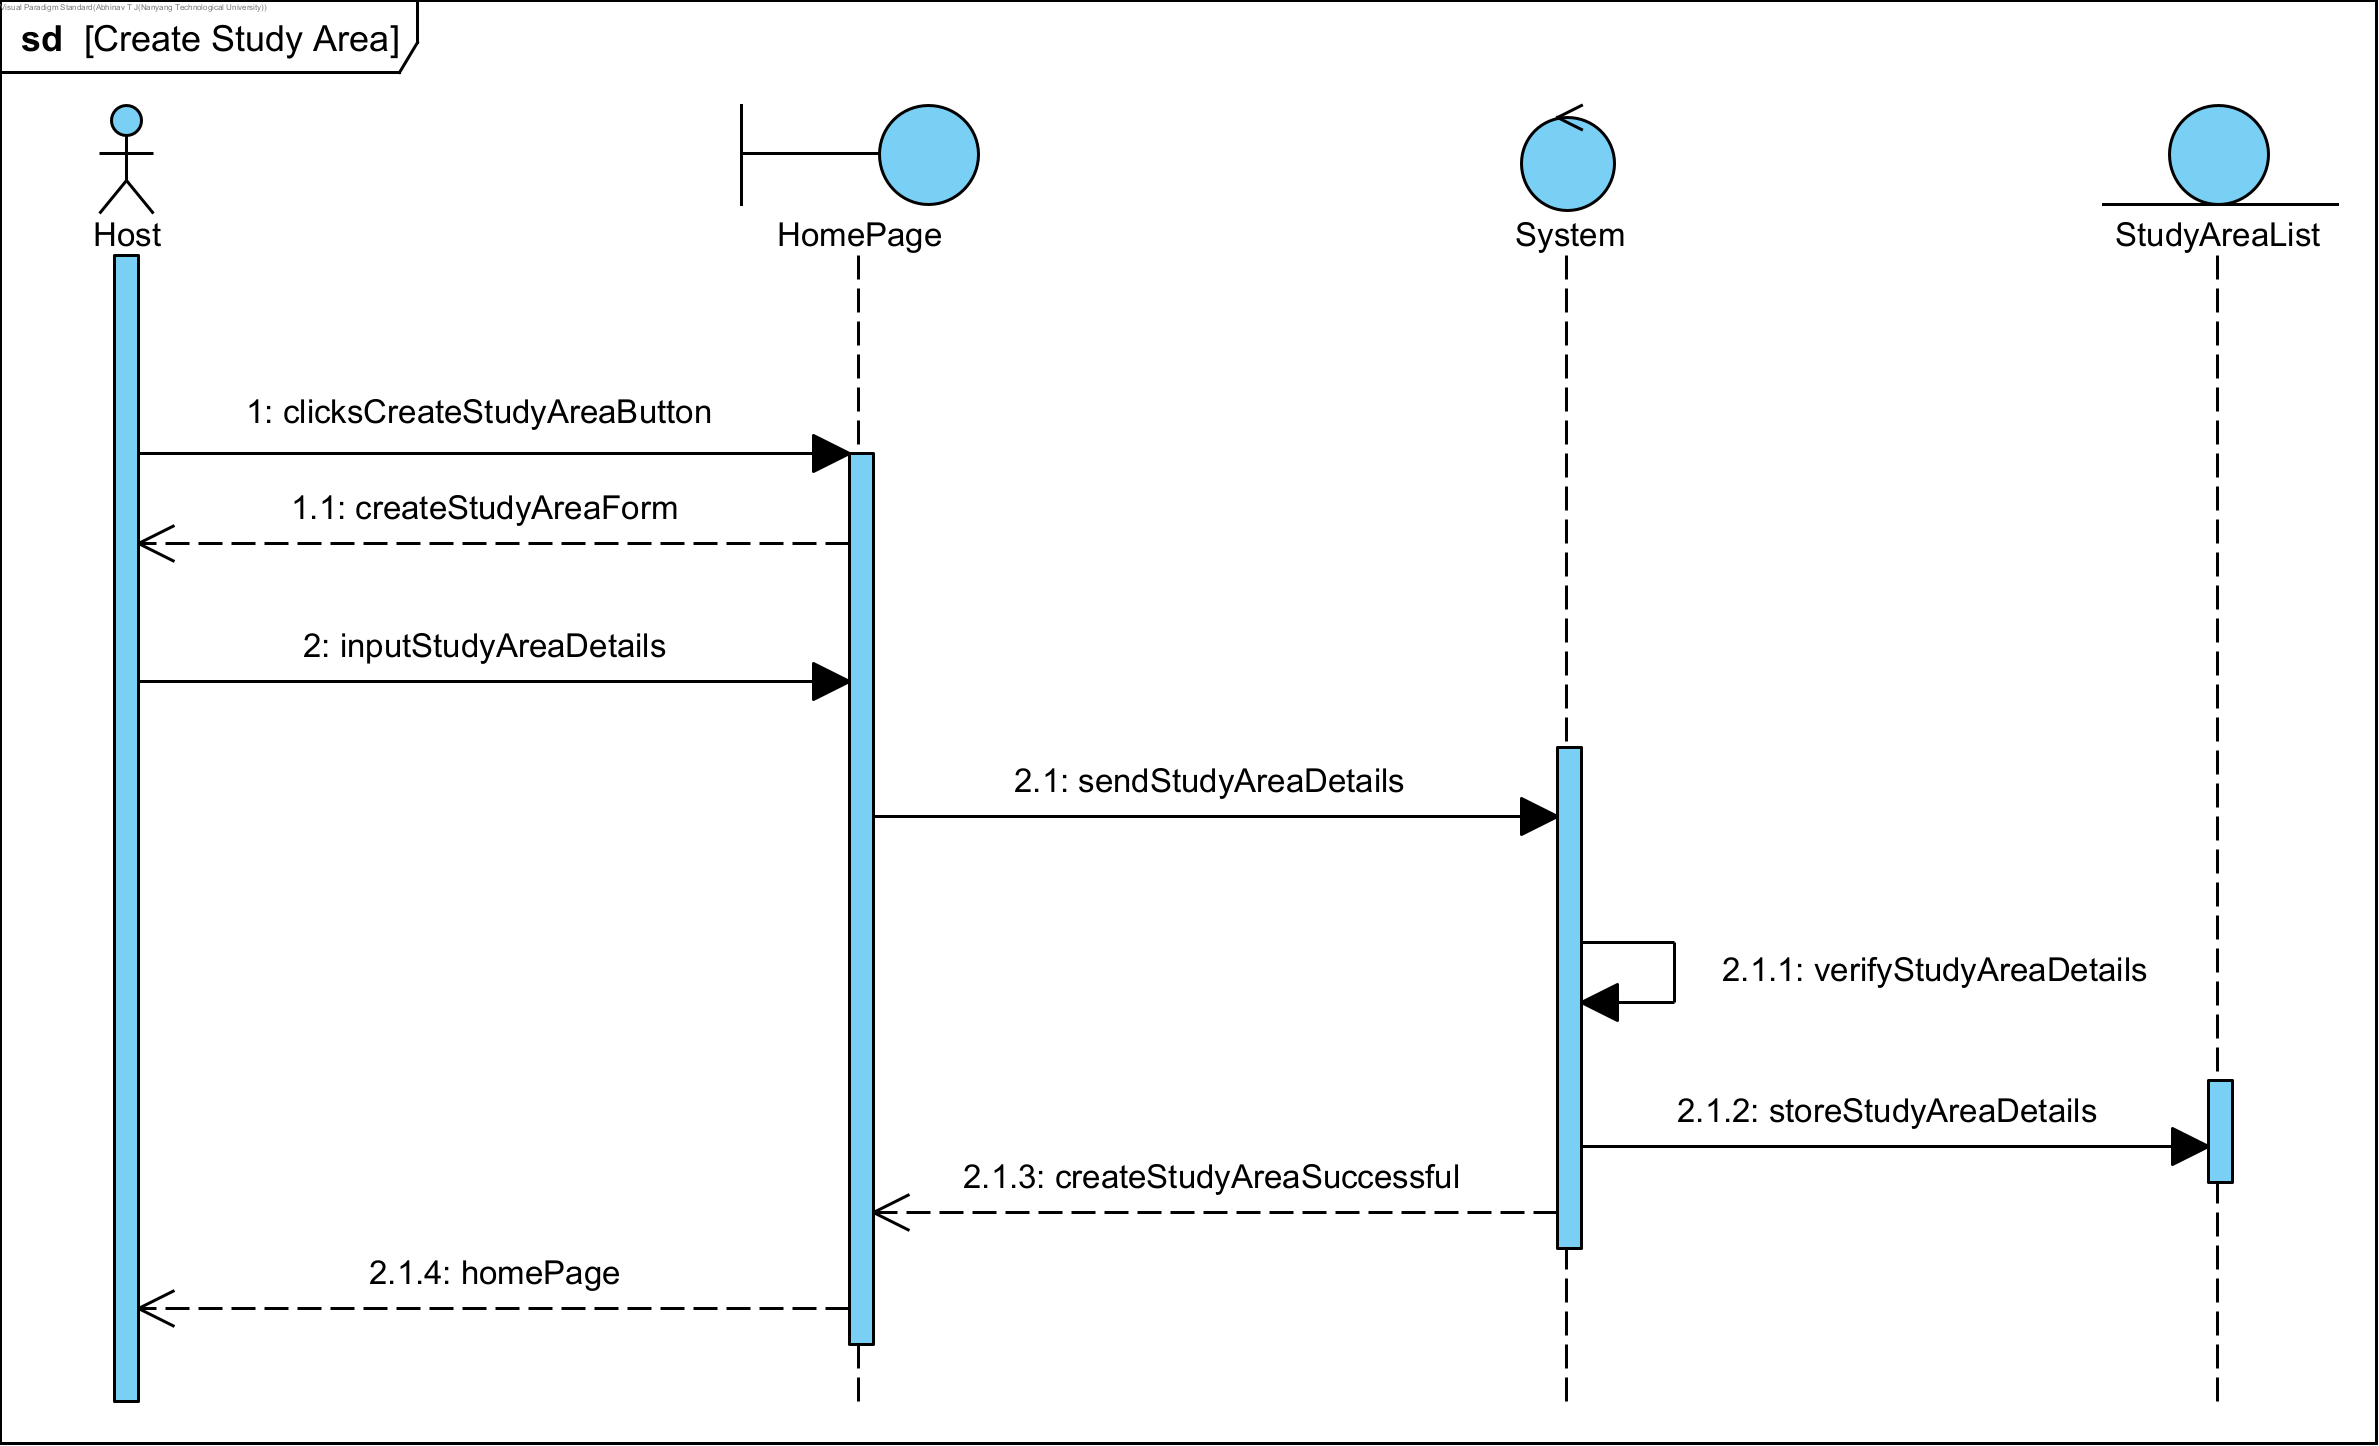 Visual Paradigm Standard(Abhinav T J(Nanyang Technological University))
sd [Create Study Area]
Host
HomePage
System
StudyAreaList
1: clicksCreateStudyAreaButton
1.1: createStudyAreaForm
2: inputStudyAreaDetails
2.1: sendStudyAreaDetails
2.1.1: verifyStudyAreaDetails
2.1.2: storeStudyAreaDetails
2.1.3: createStudyAreaSuccessful
2.1.4: homePage